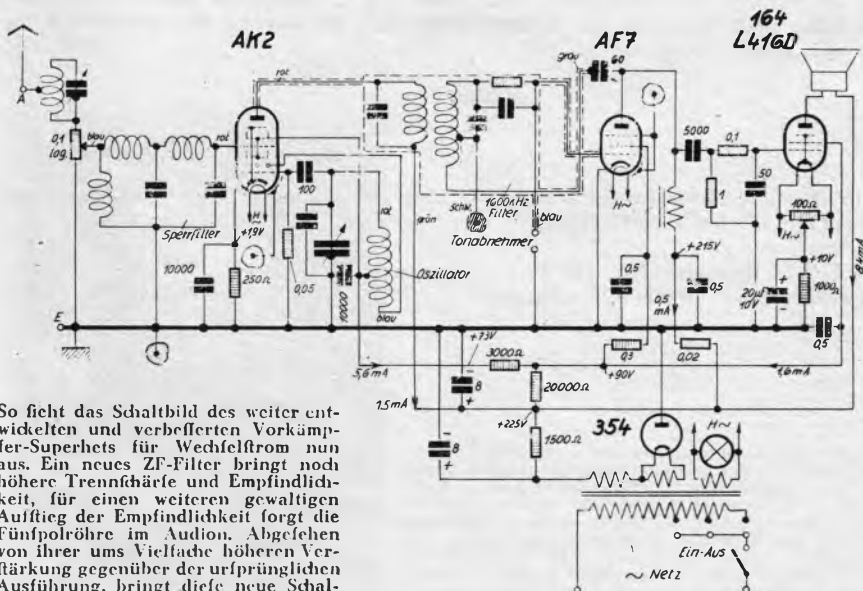 164
AK2
AF7
L416D
A
0,1
log.
blau
rot
rot
grau
60
Sperrfilter
+1,9V
H~
100
10000
250Ω
0,05
10000
rot
Oszillator
blau
grün
schw.
Tonabnehmer
1600 kHz
Filter
blau
H~
0,5
5000
0,1
1
50
+215V
0,5
mA
0,5
100Ω
H~
+10V
20µF
10V
1000Ω
0,5
E
5,6mA
+73V
8
8
3000Ω
20000Ω
0,3
+90V
0,02
1,6mA
1,5mA
+225V
1500Ω
354
H~
Ein-Aus
~ Netz
So ſieht das Schaltbild des weiter ent-
wickelten und verbeſſerten Vorkämp-
fer-Superhets für Wechſelſtrom nun
aus. Ein neues ZF-Filter bringt noch
höhere Trennſchärfe und Empfindlich-
keit, für einen weiteren gewaltigen
Aufſtieg der Empfindlichkeit ſorgt die
Fünfpolröhre im Audion. Abgeſehen
von ihrer ums Vielfache höheren Ver-
ſtärkung gegenüber der urſprünglichen
Ausführung, bringt dieſe neue Schal-